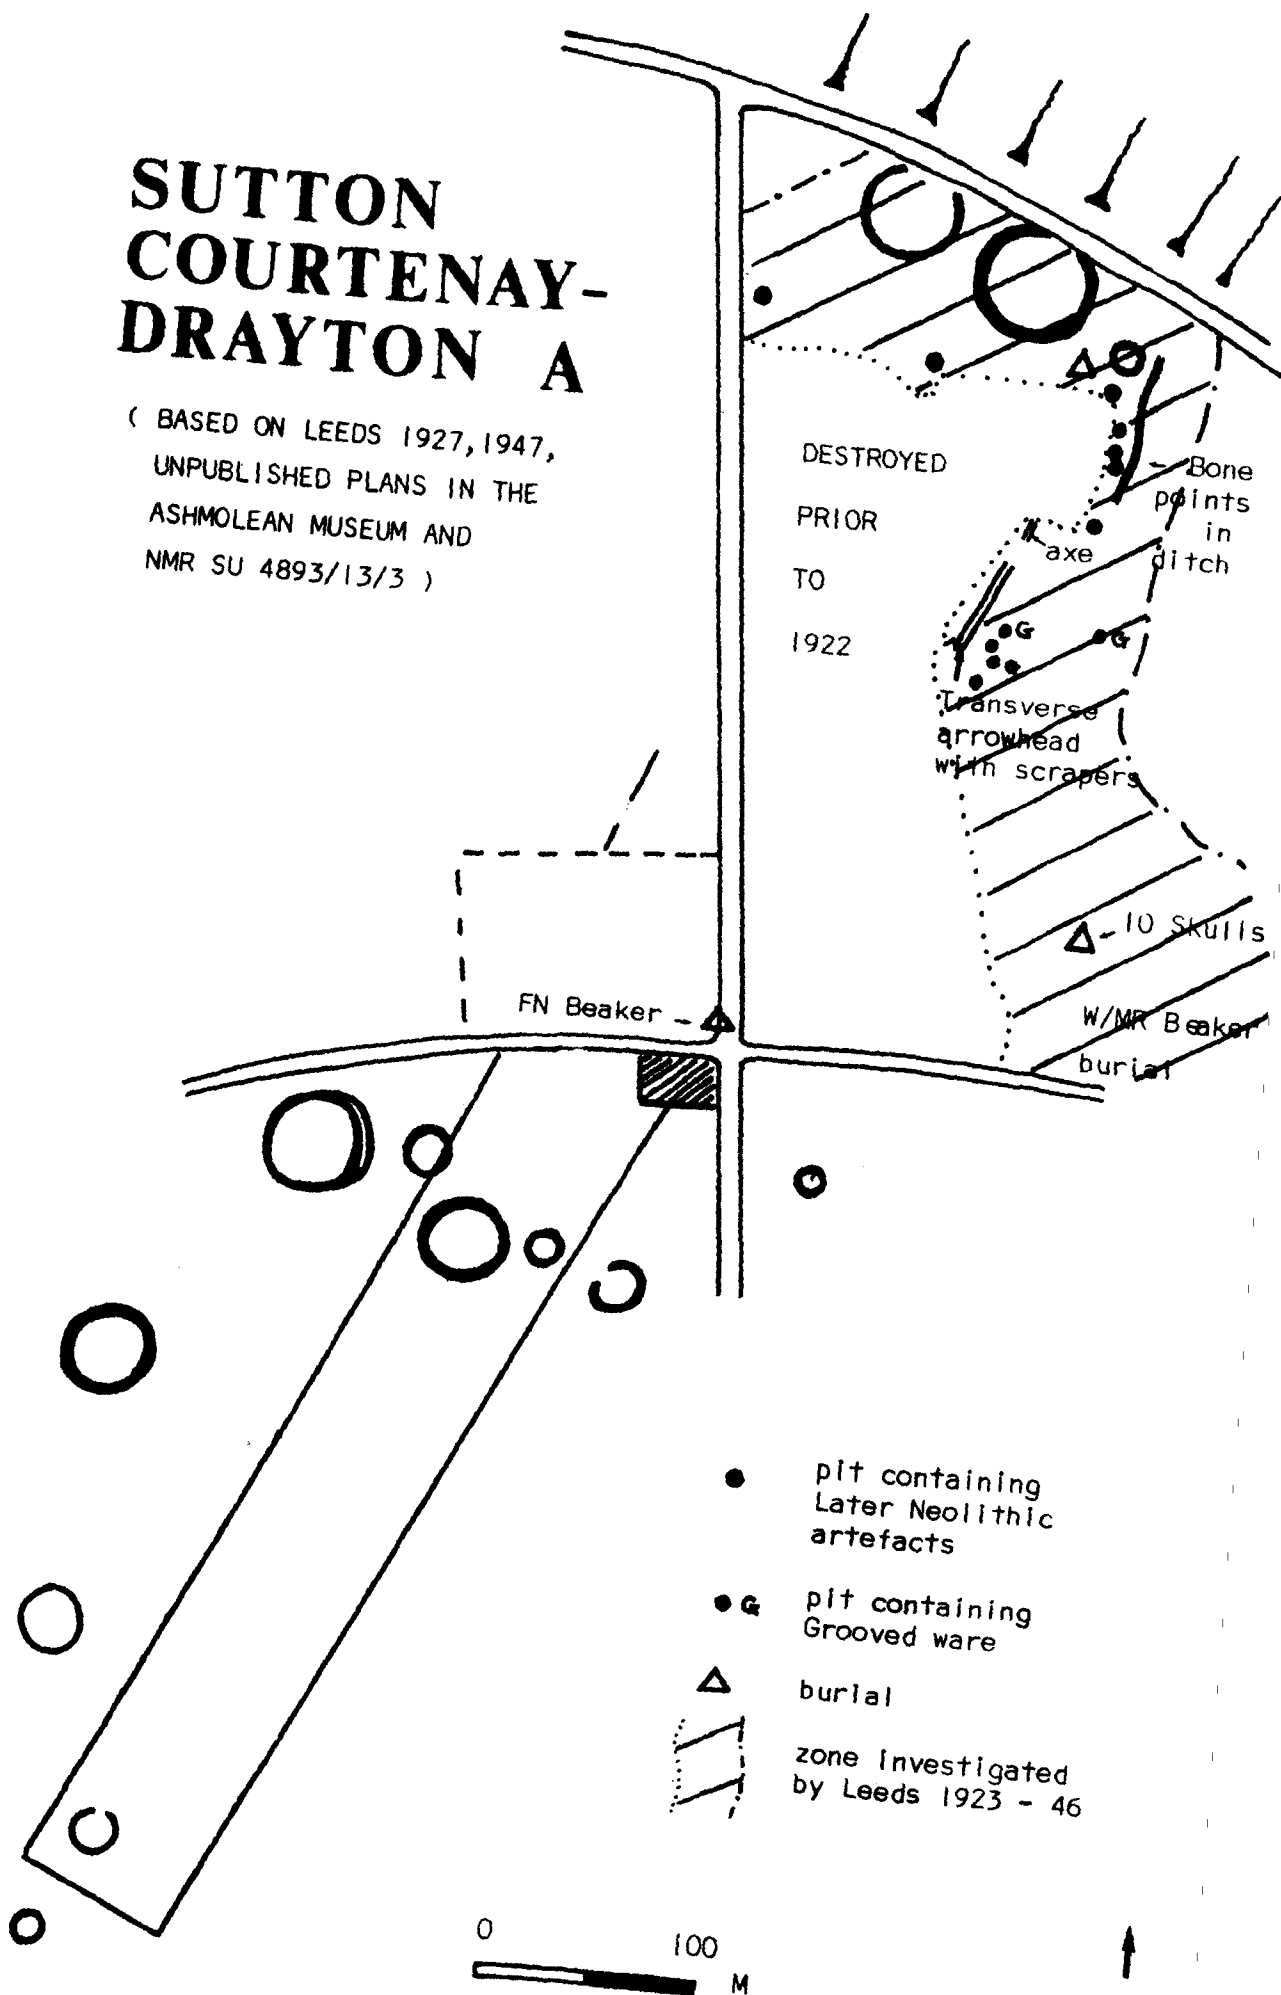 SUTTON
COURTENAY-
DRAYTON A
( BASED ON LEEDS 1927, 1947,
UNPUBLISHED PLANS IN THE
ASHMOLEAN MUSEUM AND
NMR SU 4893/13/3 )
DESTROYED
PRIOR
TO
1922
Bone
points
in
ditch
axe
G
G
G
Transverse
arrowhead
with scrapers
10 Skulls
FN Beaker
W/MR Beaker
burial
pit containing
Later Neolithic
artefacts
G
pit containing
Grooved ware
burial
zone investigated
by Leeds 1923 - 46
0
100
M